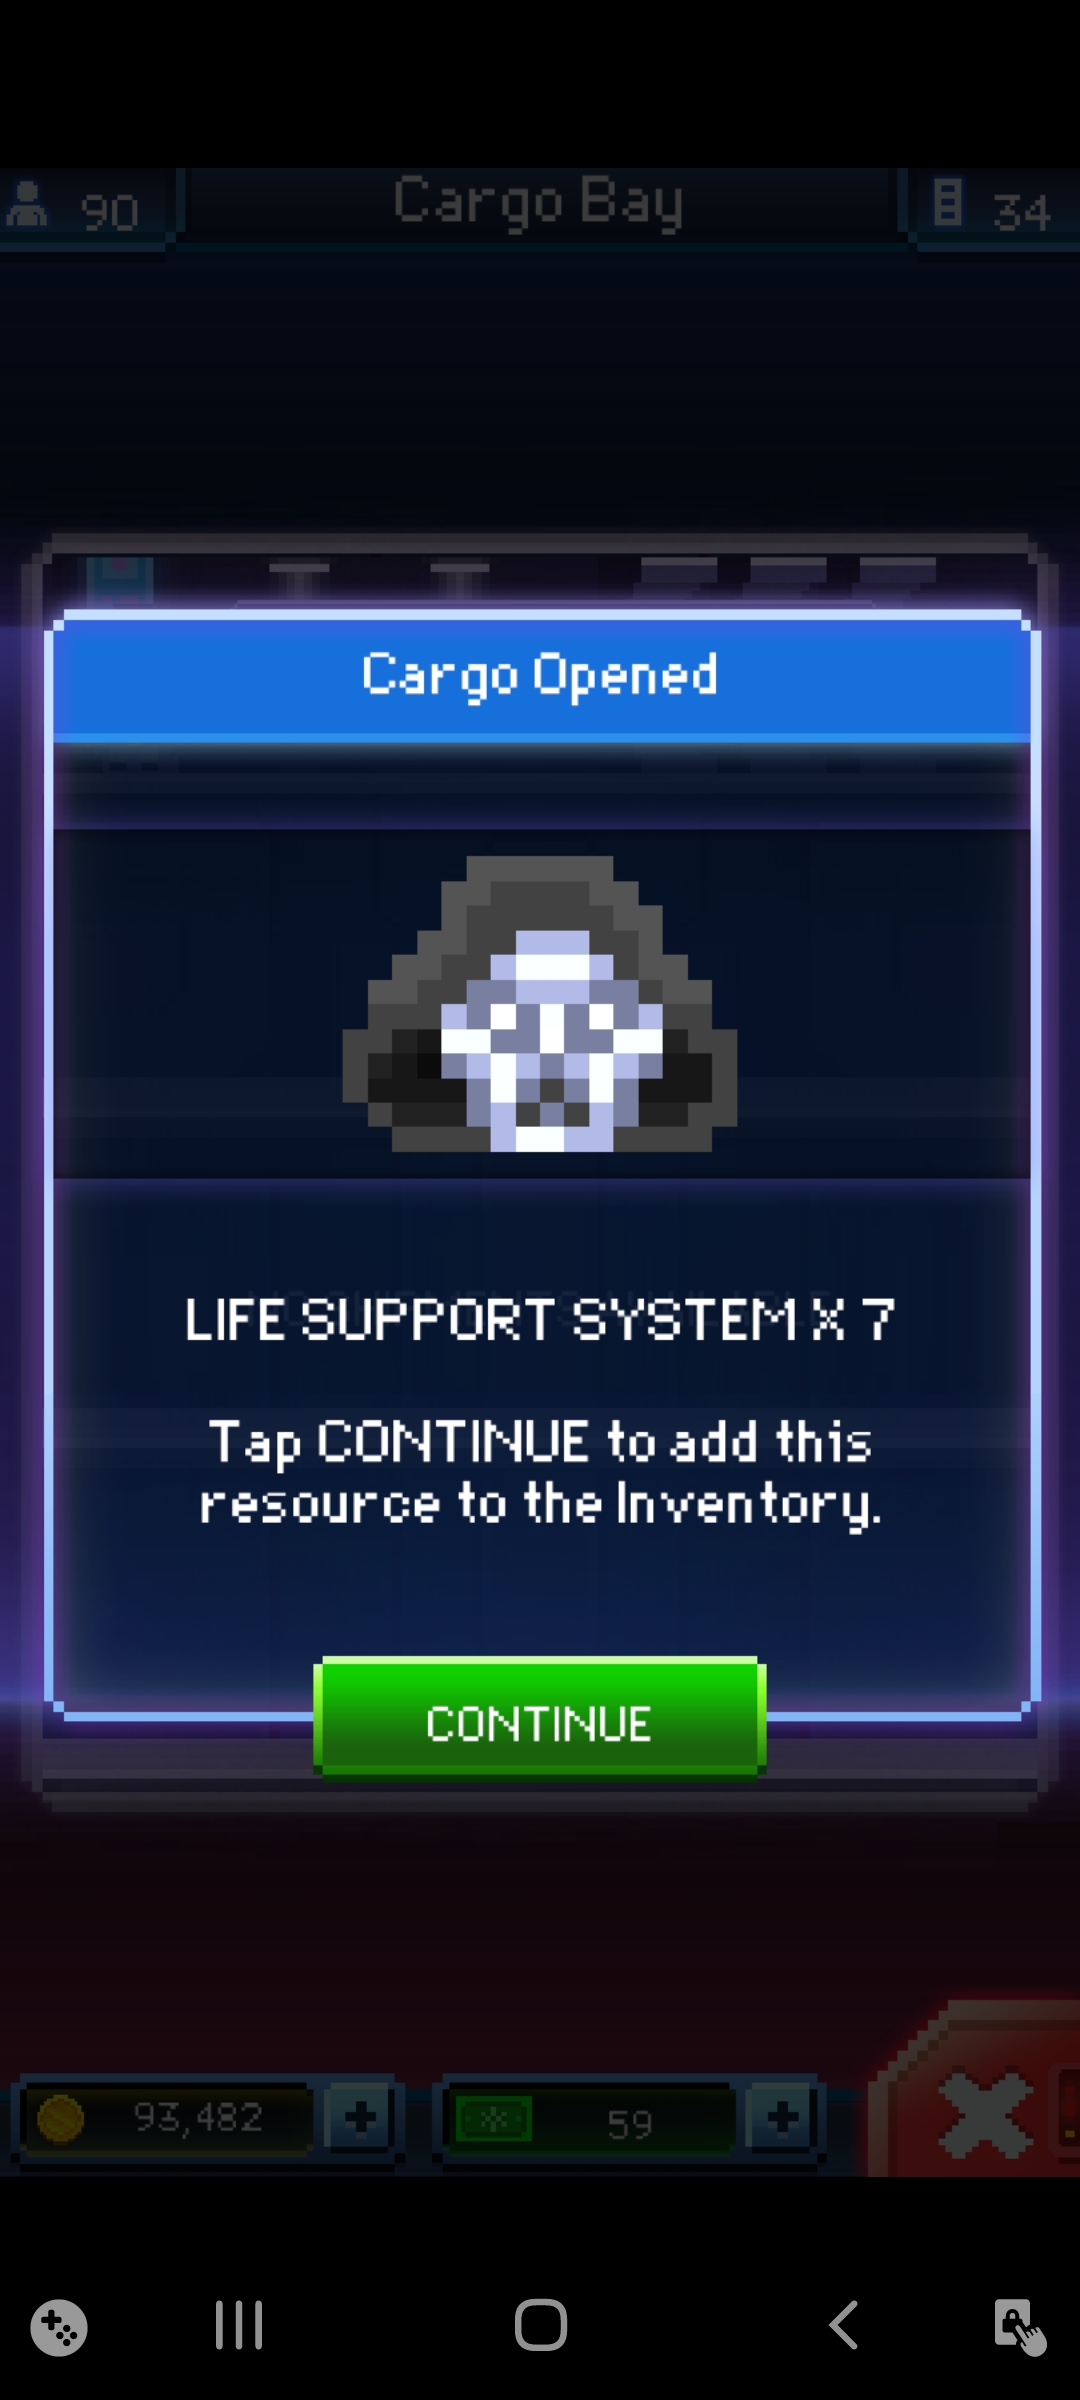 90
Cargo Bay
34
Cargo Opened
LIFE SUPPORT SYSTEM X 7
Tap CONTINUE to add this
resource to the Inventory.
CONTINUE
93,482
59